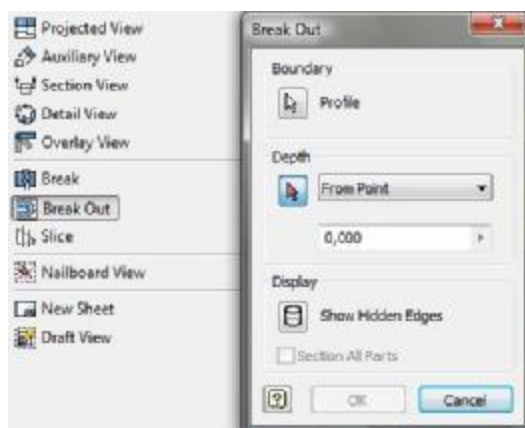 Projected View
Auxiliary View
Section View
Detail View
Overlay View
Break
Break Out
Slice
Nailboard View
New Sheet
Draft View
Break Out
Boundary
Profile
Depth
From Point
0,000
Display
Show Hidden Edges
Section All Parts
OK
Cancel